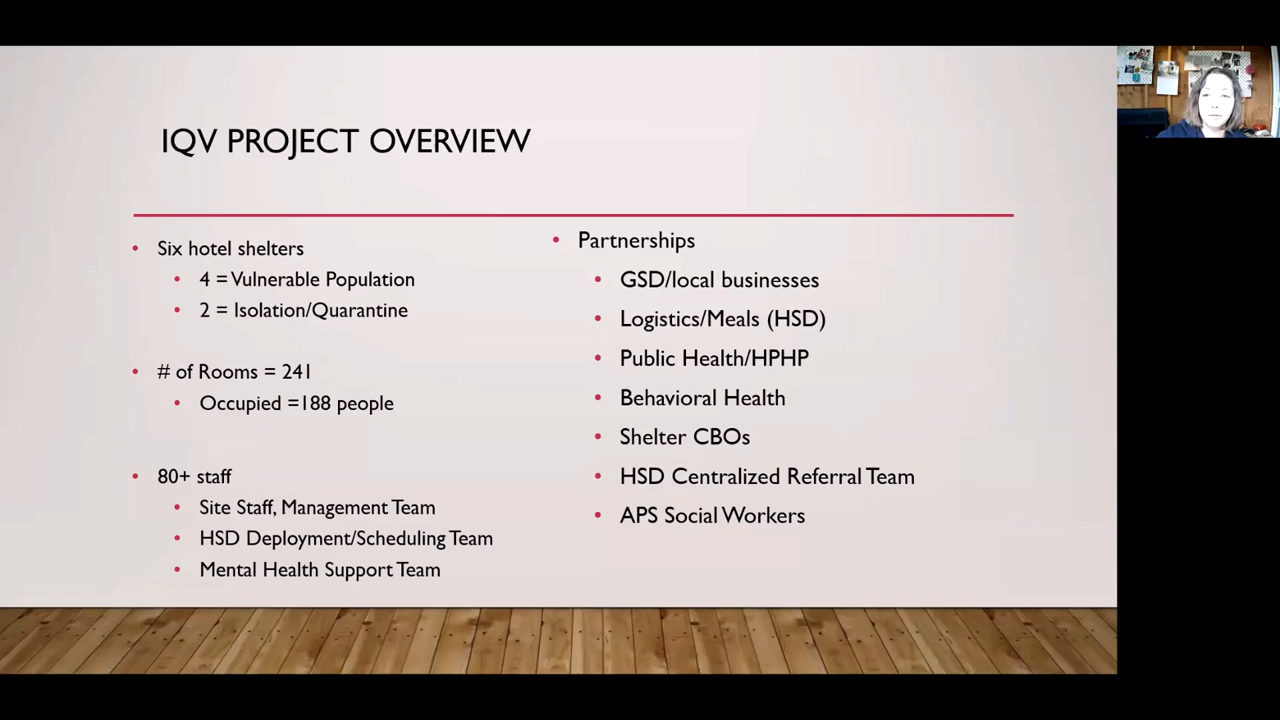 IQV PROJECT OVERVIEW
• Six hotel shelters
• 4 = Vulnerable Population
• 2 = Isolation/Quarantine
• # of Rooms = 241
• Occupied =188 people
• 80+ staff
• Site Staff, Management Team
• HSD Deployment/Scheduling Team
• Mental Health Support Team
• Partnerships
• GSD/local businesses
• Logistics/Meals (HSD)
• Public Health/HPHP
• Behavioral Health
• Shelter CBOs
• HSD Centralized Referral Team
• APS Social Workers